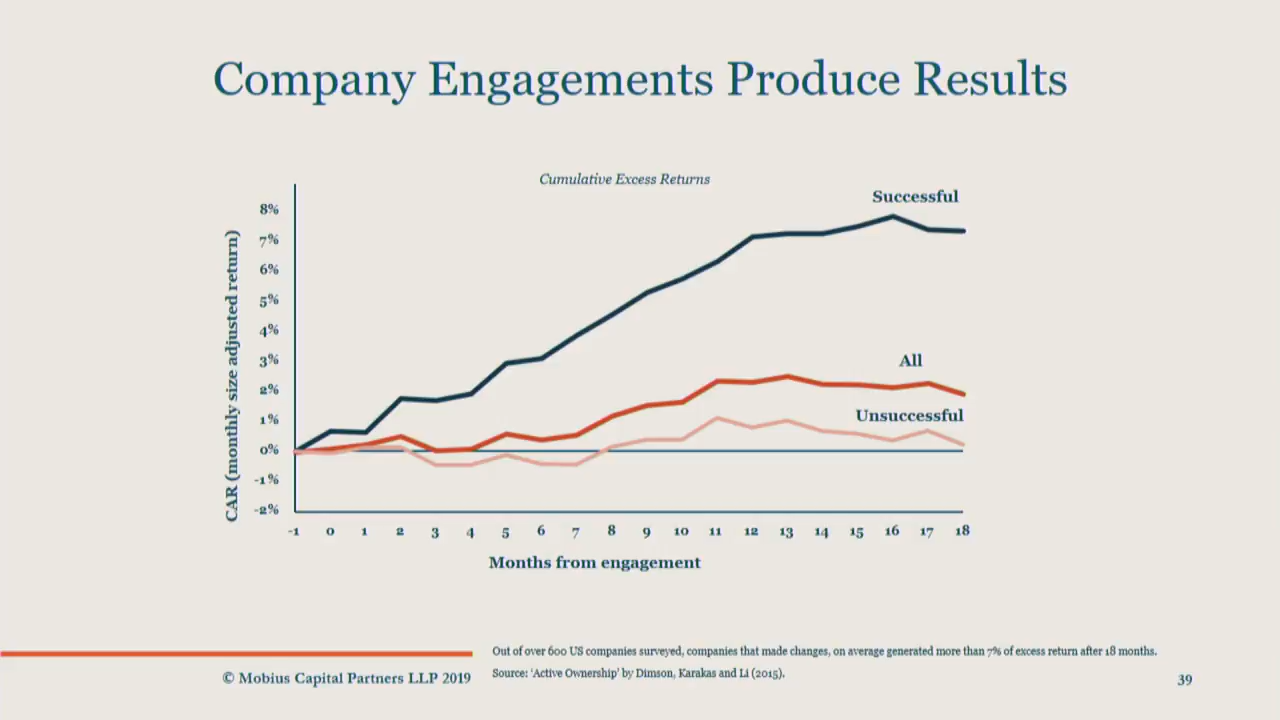 Company Engagements Produce Results
Cumulative Excess Returns
Successful
All
Unsuccessful
CAR (monthly size adjusted return)
8%
7%
6%
5%
4%
3%
2%
1%
0%
-1%
-2%
-1 0 1 2 3 4 5 6 7 8 9 10 11 12 13 14 15 16 17 18
Months from engagement
Out of over 600 US companies surveyed, companies that made changes, on average generated more than 7% of excess return after 18 months.
© Mobius Capital Partners LLP 2019
Source: ‘Active Ownership’ by Dimson, Karakas and Li (2015).
39